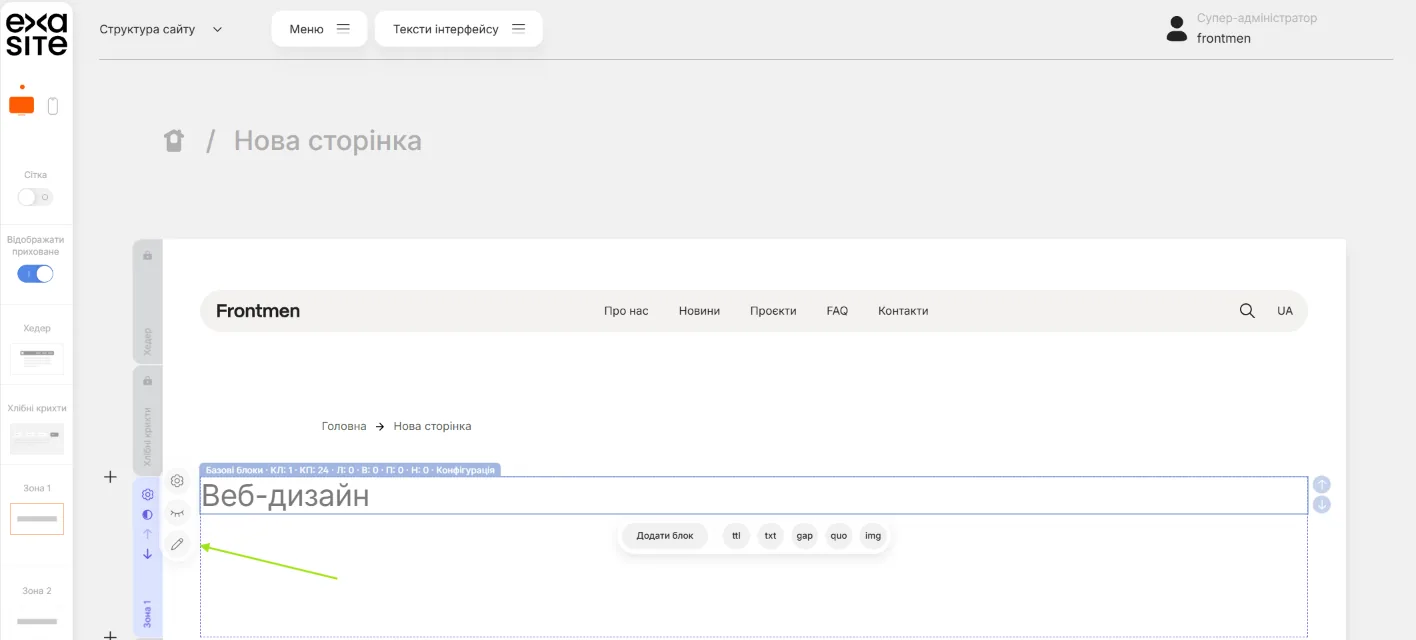 exa
site
Структура сайту
Меню
Тексти інтерфейсу
Супер-адміністратор
frontmen
/ Нова сторінка
Сітка
Відображати
приховане
Хедер
Хлібні крихти
Зона 1
Зона 2
Хедер
Хлібні крихти
Зона 1
Frontmen
Про нас
Новини
Проєкти
FAQ
Контакти
UA
Головна → Нова сторінка
Базові блоки · КЛ: 1 · КП: 24 · Л: 0 · В: 0 · П: 0 · Н: 0 · Конфігурація
Веб-дизайн
Додати блок
ttl
txt
gap
quo
img